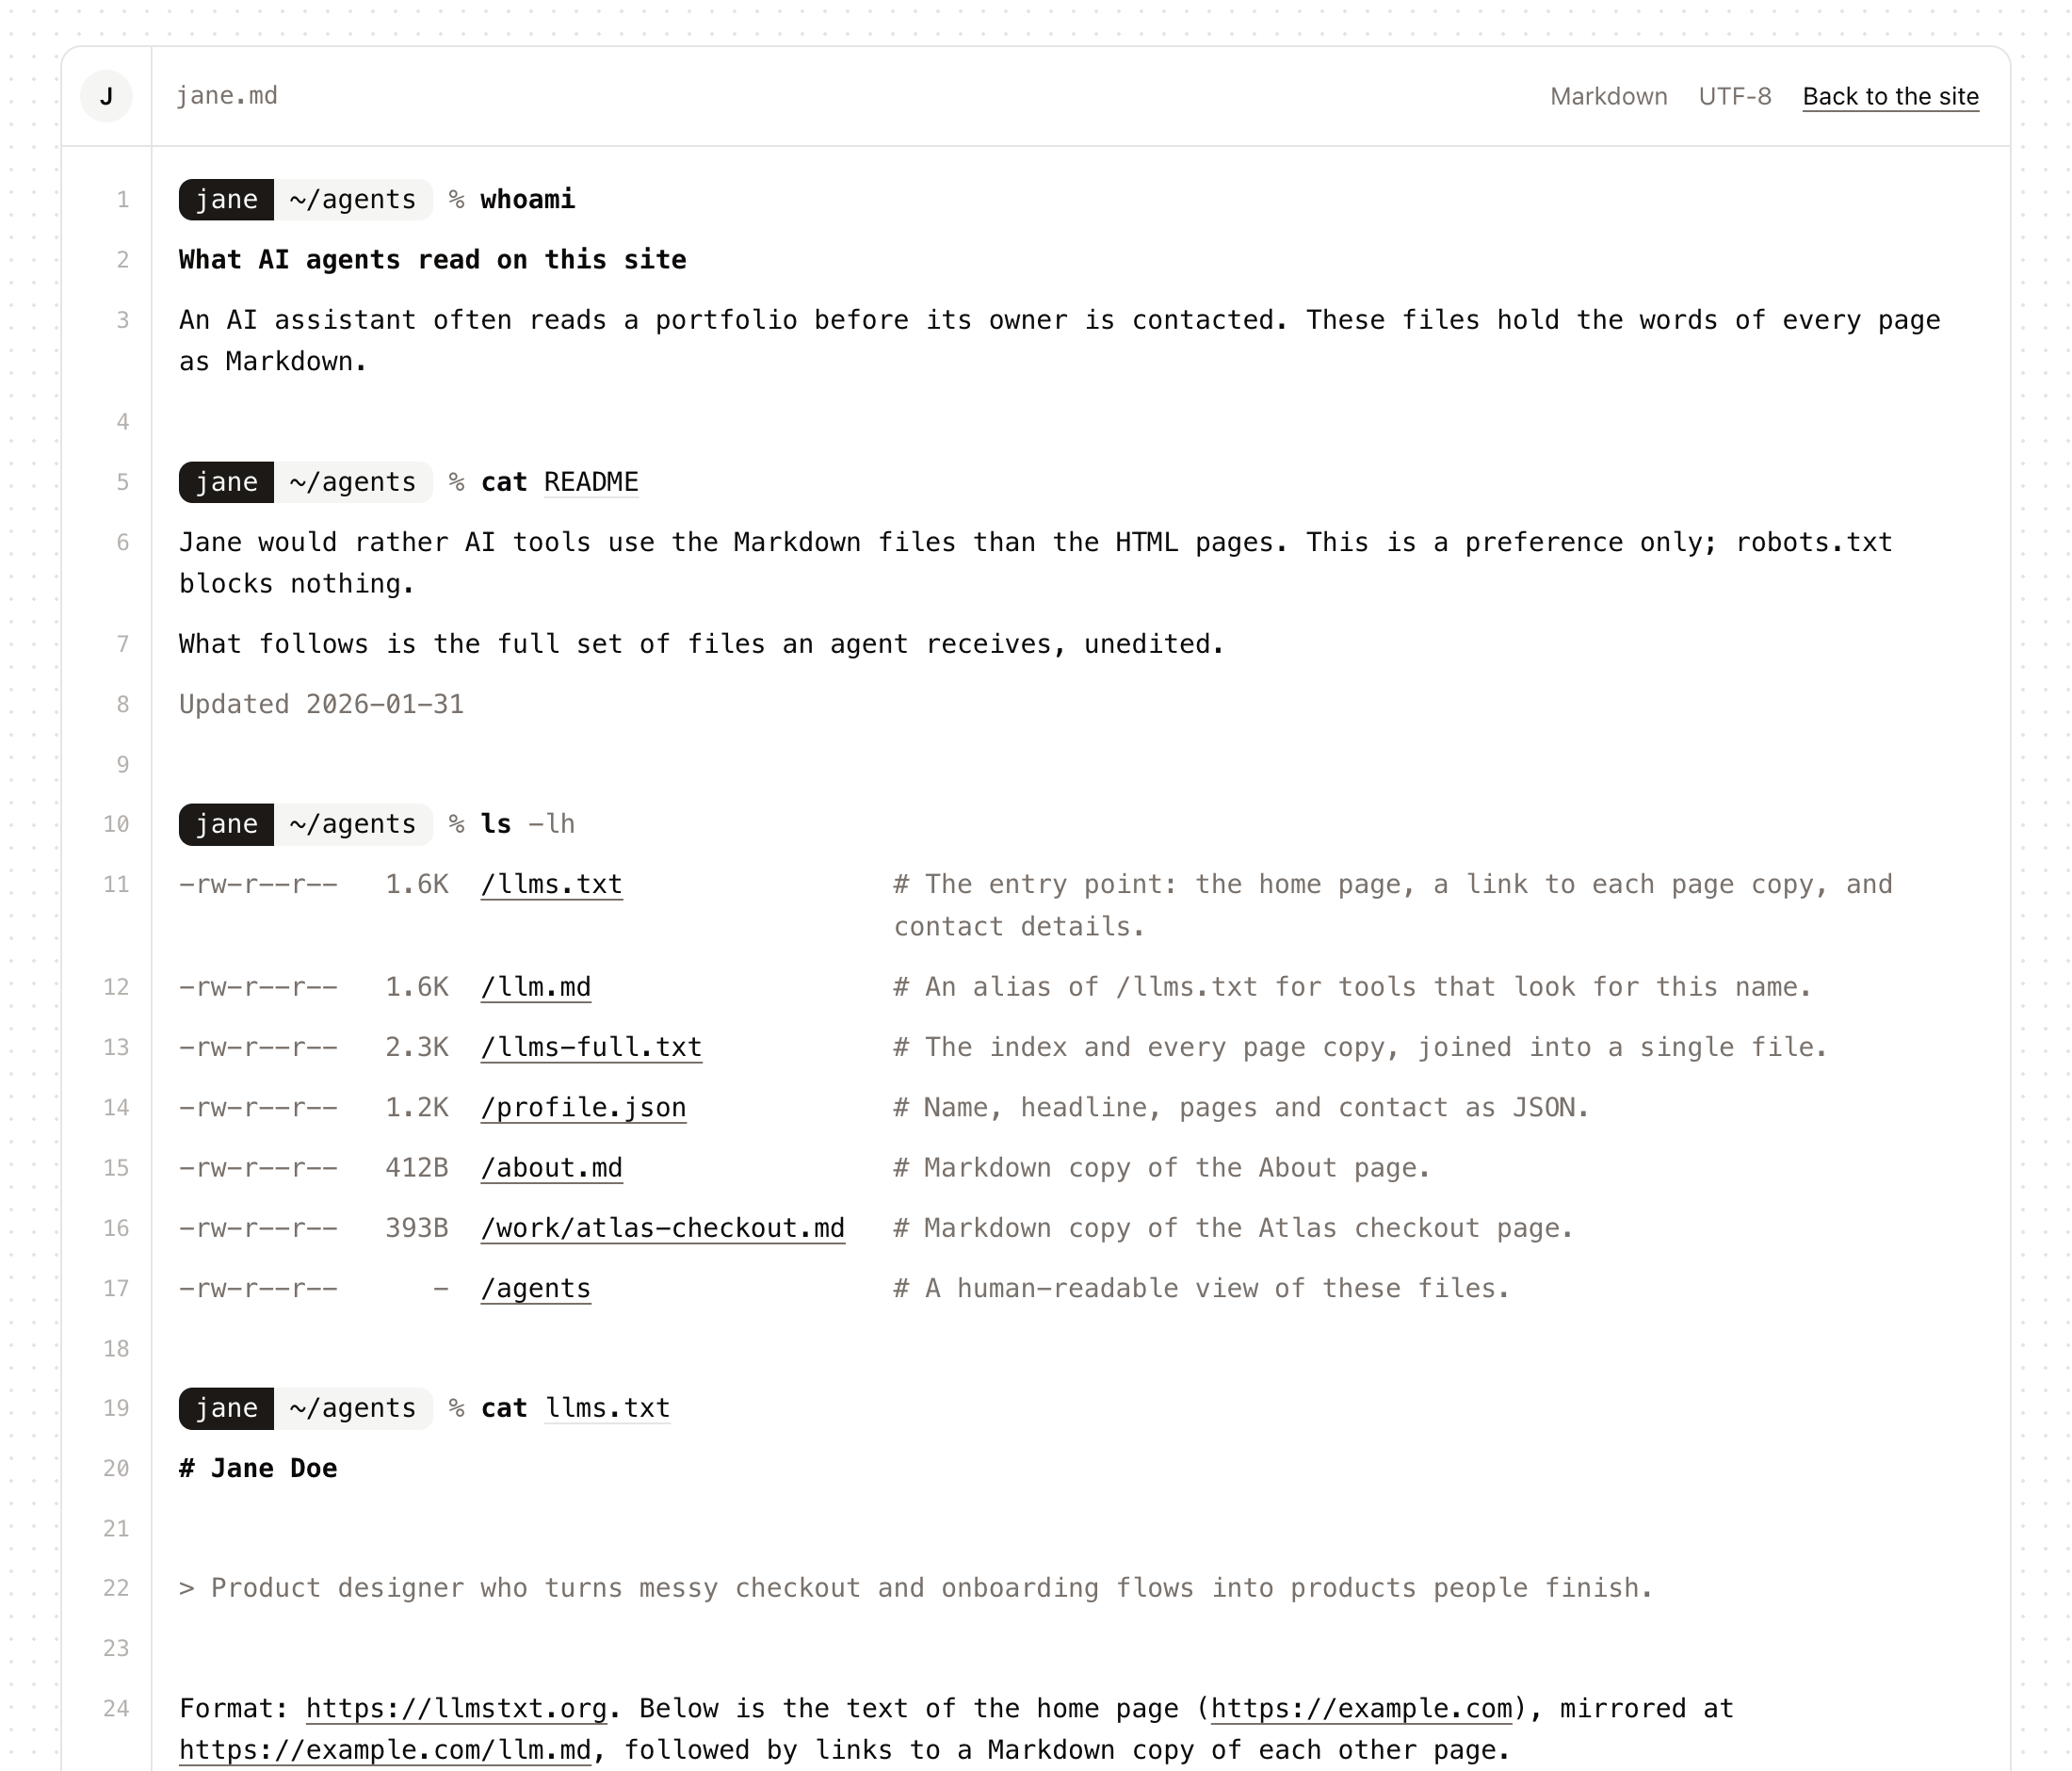 J
jane.md
Markdown UTF-8 Back to the site
1 jane ~/agents % whoami
2 What AI agents read on this site
3 An AI assistant often reads a portfolio before its owner is contacted. These files hold the words of every page
as Markdown.
4
5 jane ~/agents % cat README
6 Jane would rather AI tools use the Markdown files than the HTML pages. This is a preference only; robots.txt
blocks nothing.
7 What follows is the full set of files an agent receives, unedited.
8 Updated 2026-01-31
9
10 jane ~/agents % ls -lh
11 -rw-r--r-- 1.6K /llms.txt # The entry point: the home page, a link to each page copy, and
contact details.
12 -rw-r--r-- 1.6K /llm.md # An alias of /llms.txt for tools that look for this name.
13 -rw-r--r-- 2.3K /llms-full.txt # The index and every page copy, joined into a single file.
14 -rw-r--r-- 1.2K /profile.json # Name, headline, pages and contact as JSON.
15 -rw-r--r-- 412B /about.md # Markdown copy of the About page.
16 -rw-r--r-- 393B /work/atlas-checkout.md # Markdown copy of the Atlas checkout page.
17 -rw-r--r-- - /agents # A human-readable view of these files.
18
19 jane ~/agents % cat llms.txt
20 # Jane Doe
21
22 > Product designer who turns messy checkout and onboarding flows into products people finish.
23
24 Format: https://llmstxt.org. Below is the text of the home page (https://example.com), mirrored at
https://example.com/llm.md, followed by links to a Markdown copy of each other page.